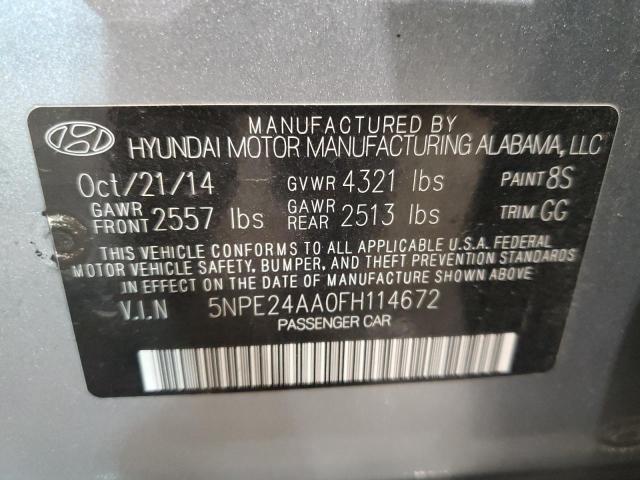 MANUFACTURED BY
HYUNDAI MOTOR MANUFACTURING ALABAMA, LLC
Oct/21/14 GVWR 4321 lbs PAINT 8S
GAWR FRONT 2557 lbs GAWR REAR 2513 lbs TRIM GG
THIS VEHICLE CONFORMS TO ALL APPLICABLE U.S.A. FEDERAL
MOTOR VEHICLE SAFETY, BUMPER, AND THEFT PREVENTION STANDARDS
IN EFFECT ON THE DATE OF MANUFACTURE SHOWN ABOVE.
V.I.N 5NPE24AA0FH114672
PASSENGER CAR